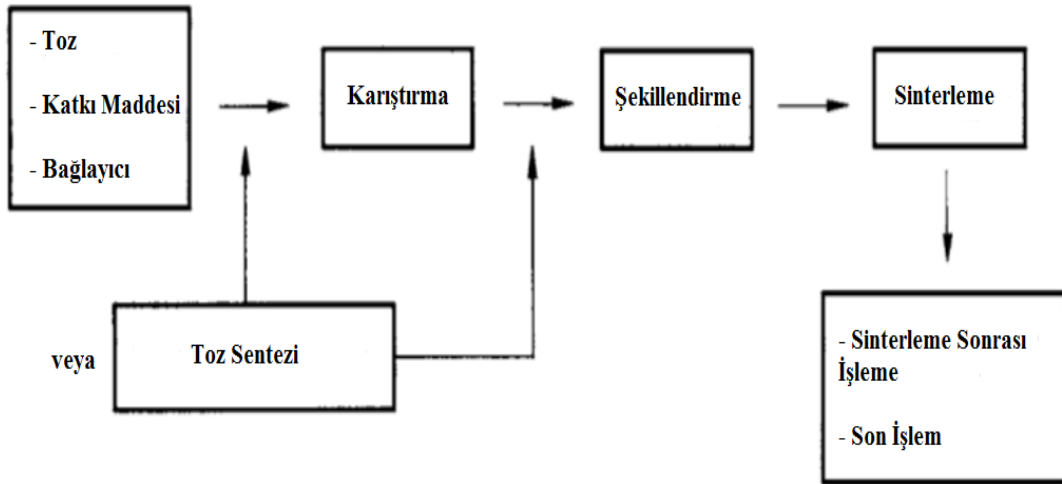 - Toz
- Katkı Maddesi
- Bağlayıcı
Karıştırma
Şekillendirme
Sinterleme
veya
Toz Sentezi
- Sinterleme Sonrası
İşleme
- Son İşlem